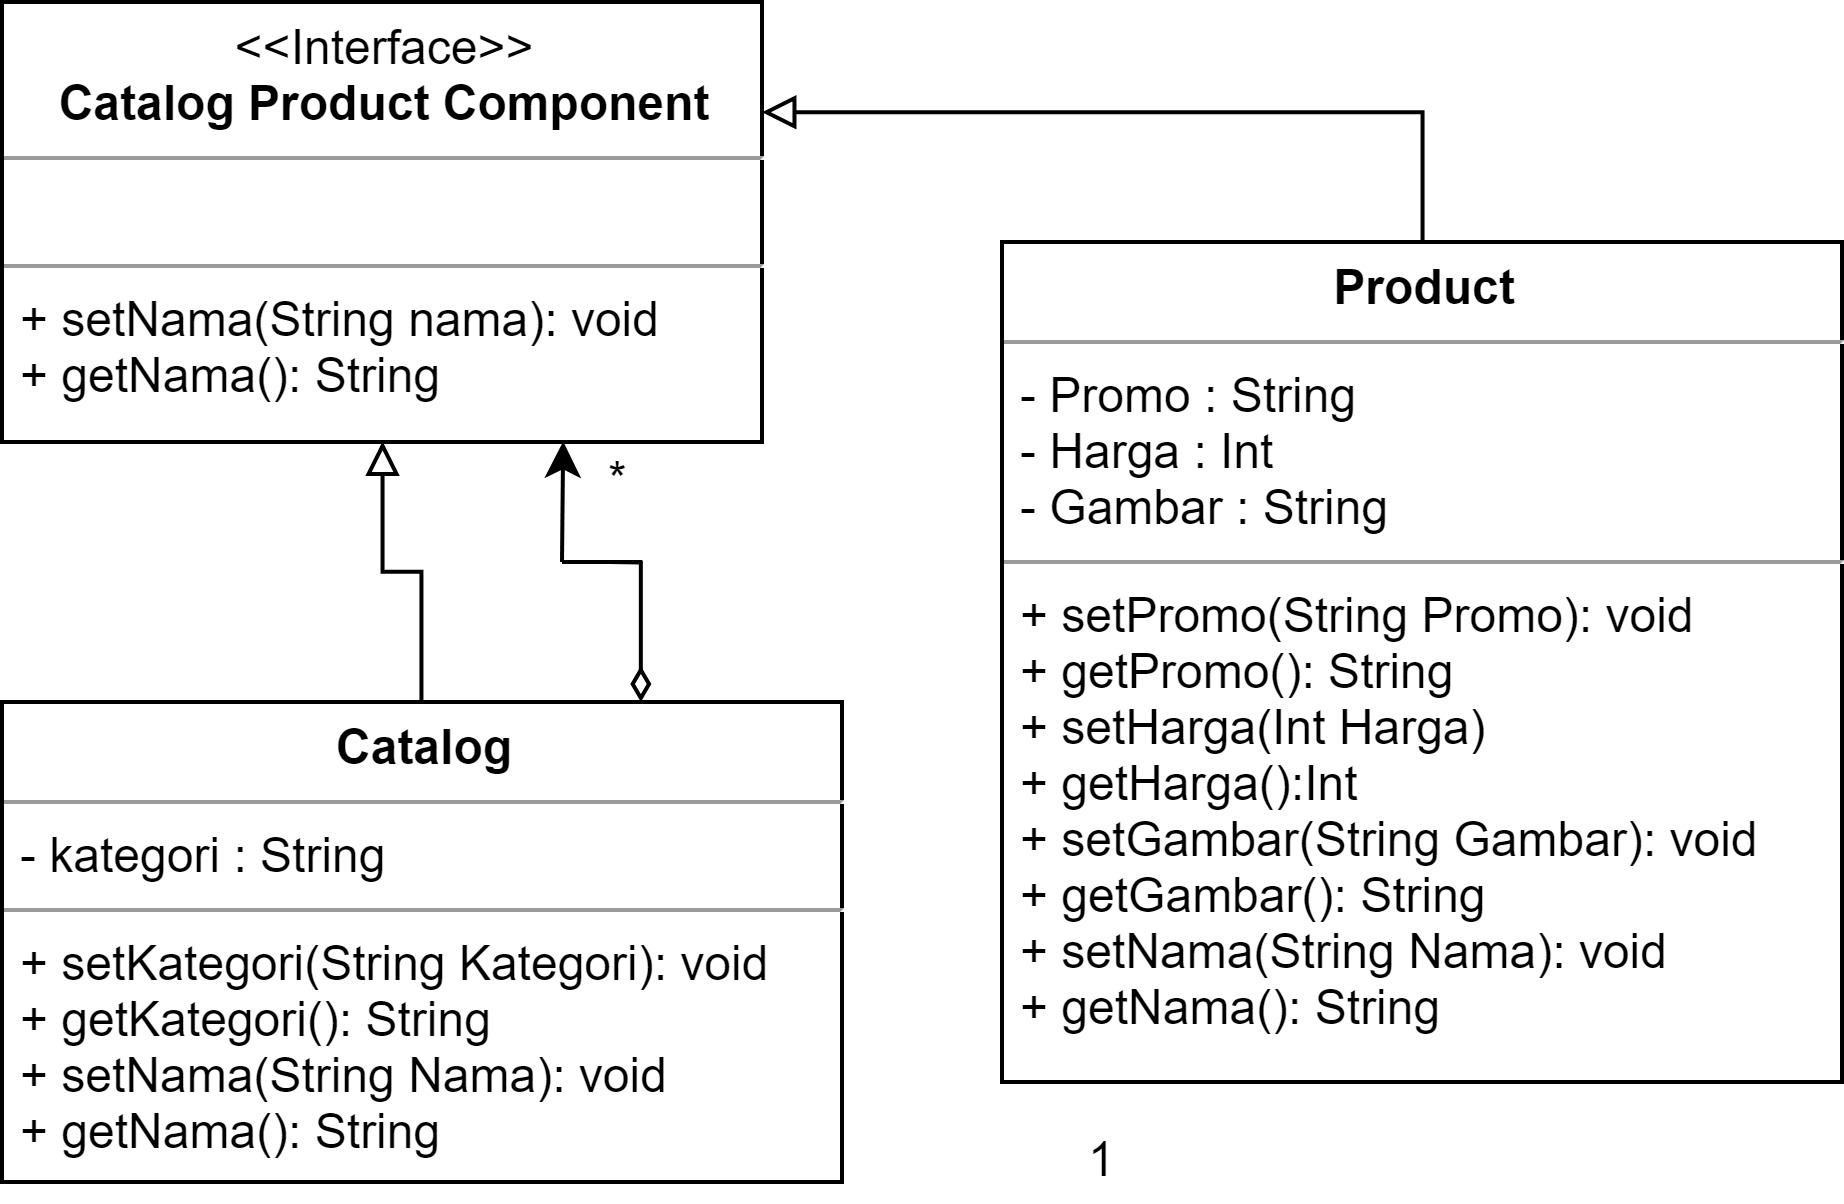 <<Interface>>
Catalog Product Component
+ setNama(String nama): void
+ getNama(): String
*
Product
- Promo : String
- Harga : Int
- Gambar : String
+ setPromo(String Promo): void
+ getPromo(): String
+ setHarga(Int Harga)
+ getHarga():Int
+ setGambar(String Gambar): void
+ getGambar(): String
+ setNama(String Nama): void
+ getNama(): String
Catalog
- kategori : String
+ setKategori(String Kategori): void
+ getKategori(): String
+ setNama(String Nama): void
+ getNama(): String
1